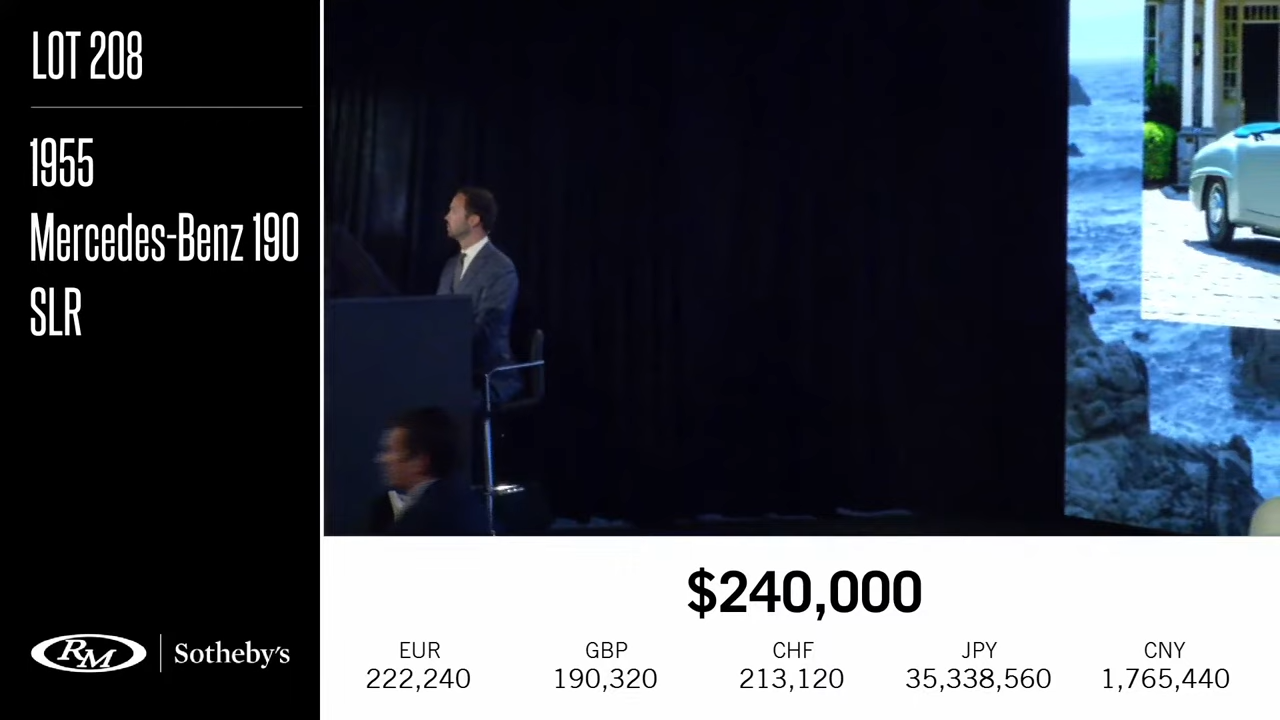 LOT 208
1955
Mercedes-Benz 190
SLR
RM
Sotheby's
$240,000
EUR GBP CHF JPY CNY
222,240 190,320 213,120 35,338,560 1,765,440